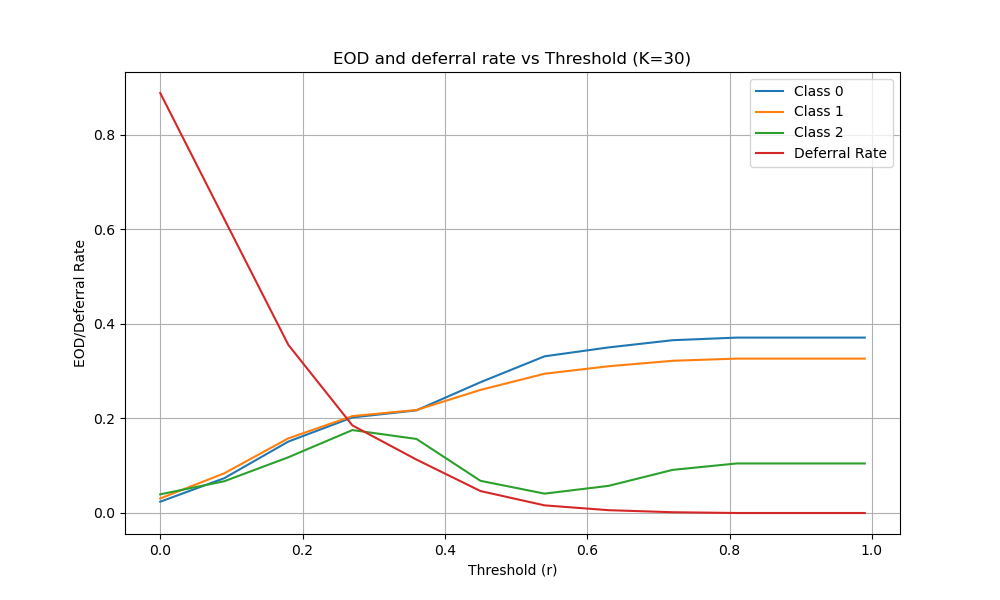 EOD and deferral rate vs Threshold (K=30)
Class 0
Class 1
Class 2
Deferral Rate
EOD/Deferral Rate
0.8
0.6
0.4
0.2
0.0
0.0 0.2 0.4 0.6 0.8 1.0
Threshold (r)